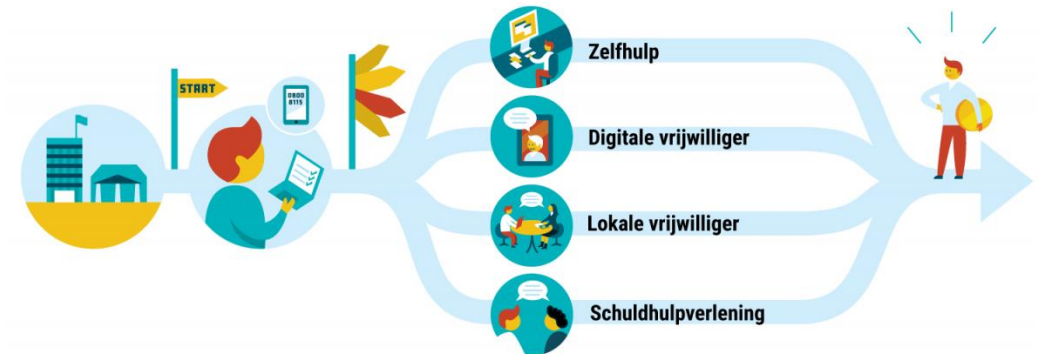 START
0800
8115
Zelfhulp
Digitale vrijwilliger
Lokale vrijwilliger
Schuldhulpverlening